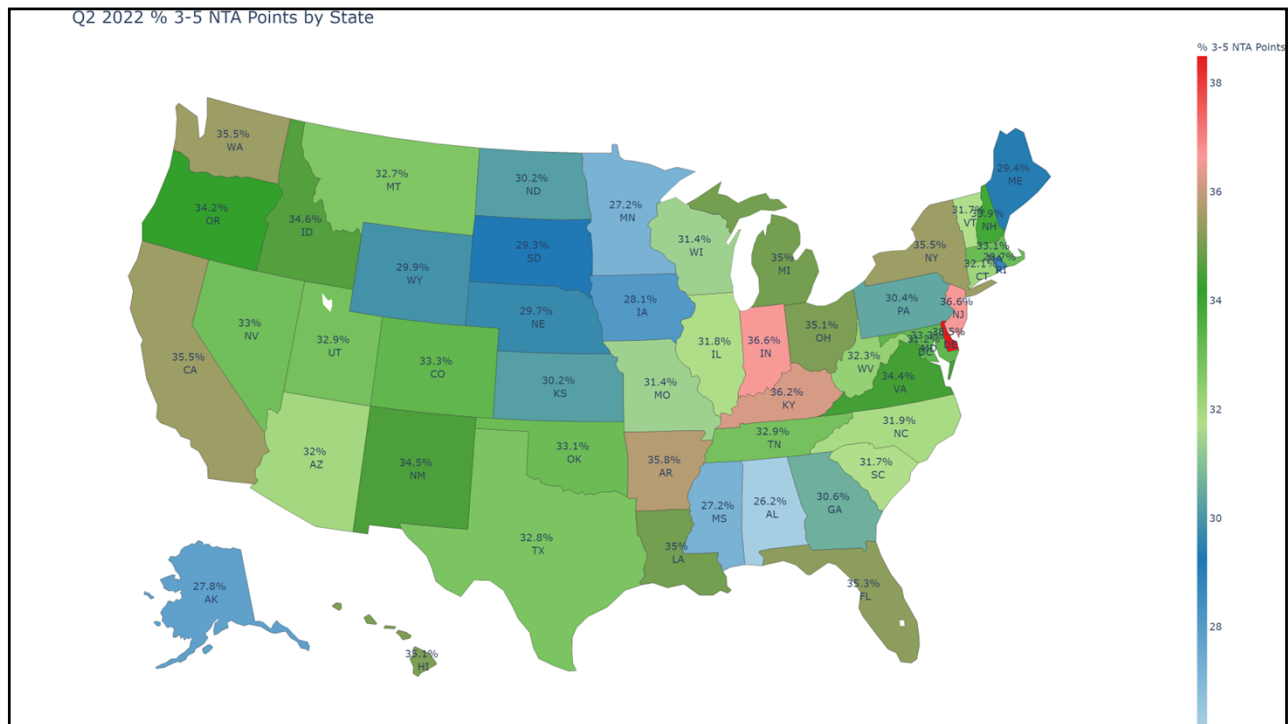 Q2 2022 % 3-5 NTA Points by State
% 3-5 NTA Points
38
36
34
32
30
28
35.5%
WA
34.2%
OR
34.6%
ID
32.7%
MT
30.2%
ND
27.2%
MN
31.4%
WI
35%
MI
29.4%
ME
31.7%
VT
33.9%
NH
33.1%
32.1%
CT
RI
35.5%
NY
30.4%
PA
36.6%
NJ
29.3%
SD
29.9%
WY
29.7%
NE
28.1%
IA
31.8%
IL
36.6%
IN
35.1%
OH
32.3%
WV
31.2%
MD
DC
DE
34.4%
VA
36.2%
KY
33%
NV
32.9%
UT
33.3%
CO
30.2%
KS
31.4%
MO
35.5%
CA
32%
AZ
34.5%
NM
33.1%
OK
35.8%
AR
32.9%
TN
31.9%
NC
31.7%
SC
27.2%
MS
26.2%
AL
30.6%
GA
32.8%
TX
35%
LA
35.3%
FL
27.8%
AK
35.1%
HI